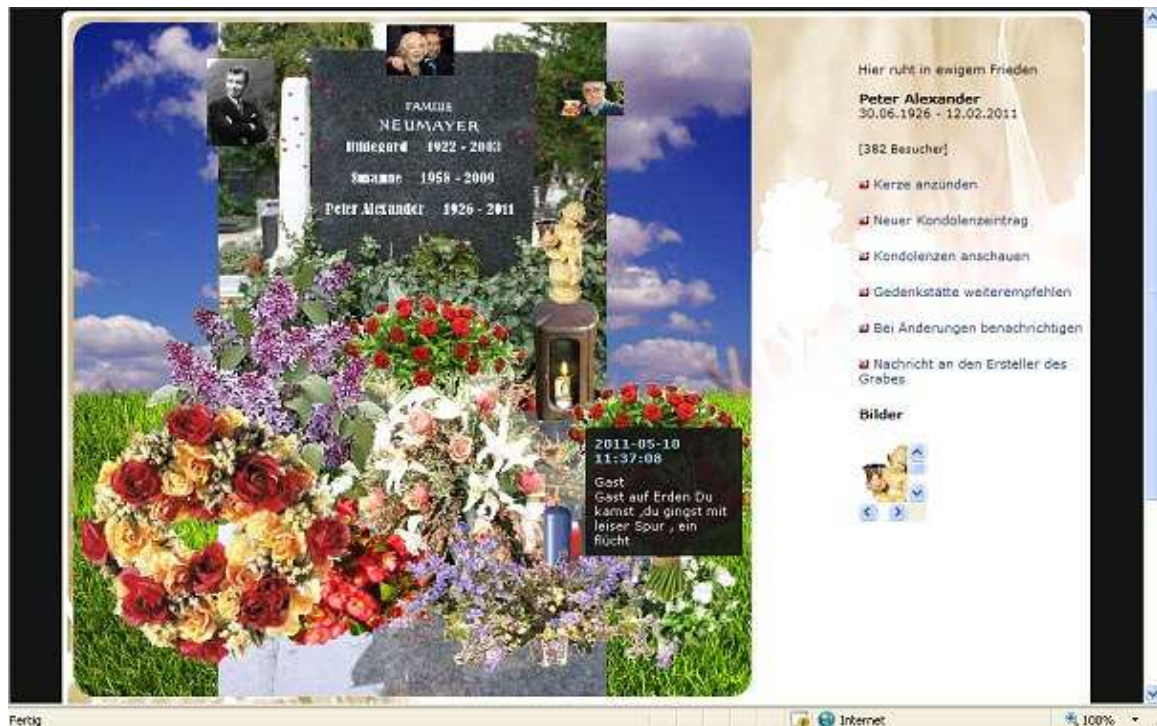 FAMILIE
NEUMAYER
Hildegard 1922 - 2003
Susanne 1958 - 2009
Peter Alexander 1926 - 2011
2011-05-10
11:37:08
Gast
Gast auf Erden Du
kamst ,du gingst mit
leiser Spur , ein
flücht
Hier ruht in ewigem Frieden
Peter Alexander
30.06.1926 - 12.02.2011
[382 Besucher]
Kerze anzünden
Neuer Kondolenzeintrag
Kondolenzen anschauen
Gedenkstätte weiterempfehlen
Bei Änderungen benachrichtigen
Nachricht an den Ersteller des
Grabes
Bilder
Fertig
Internet
100%